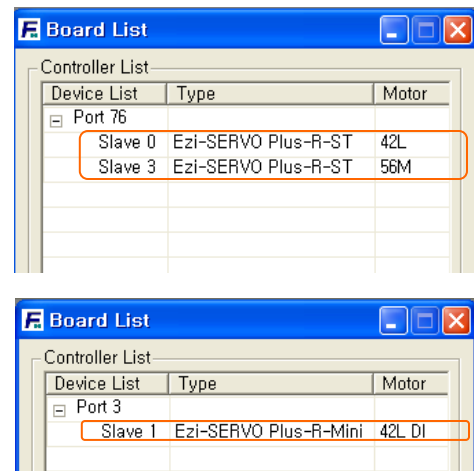 Board List
Controller List
Device List Type Motor
Port 76
Slave 0 Ezi-SERVO Plus-R-ST 42L
Slave 3 Ezi-SERVO Plus-R-ST 56M
Board List
Controller List
Device List Type Motor
Port 3
Slave 1 Ezi-SERVO Plus-R-Mini 42L DI